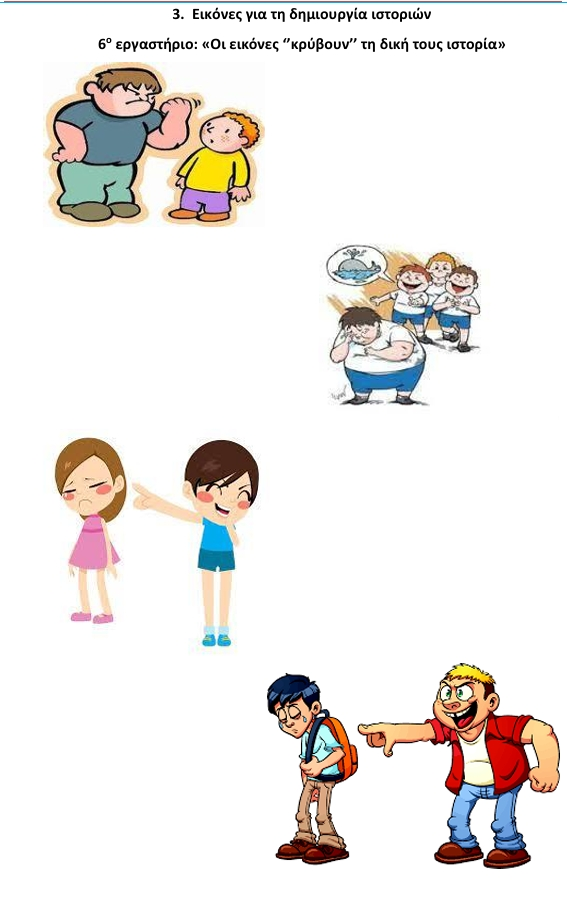 3. Εικόνες για τη δημιουργία ιστοριών
6ο εργαστήριο: «Οι εικόνες ‘’κρύβουν’’ τη δική τους ιστορία»